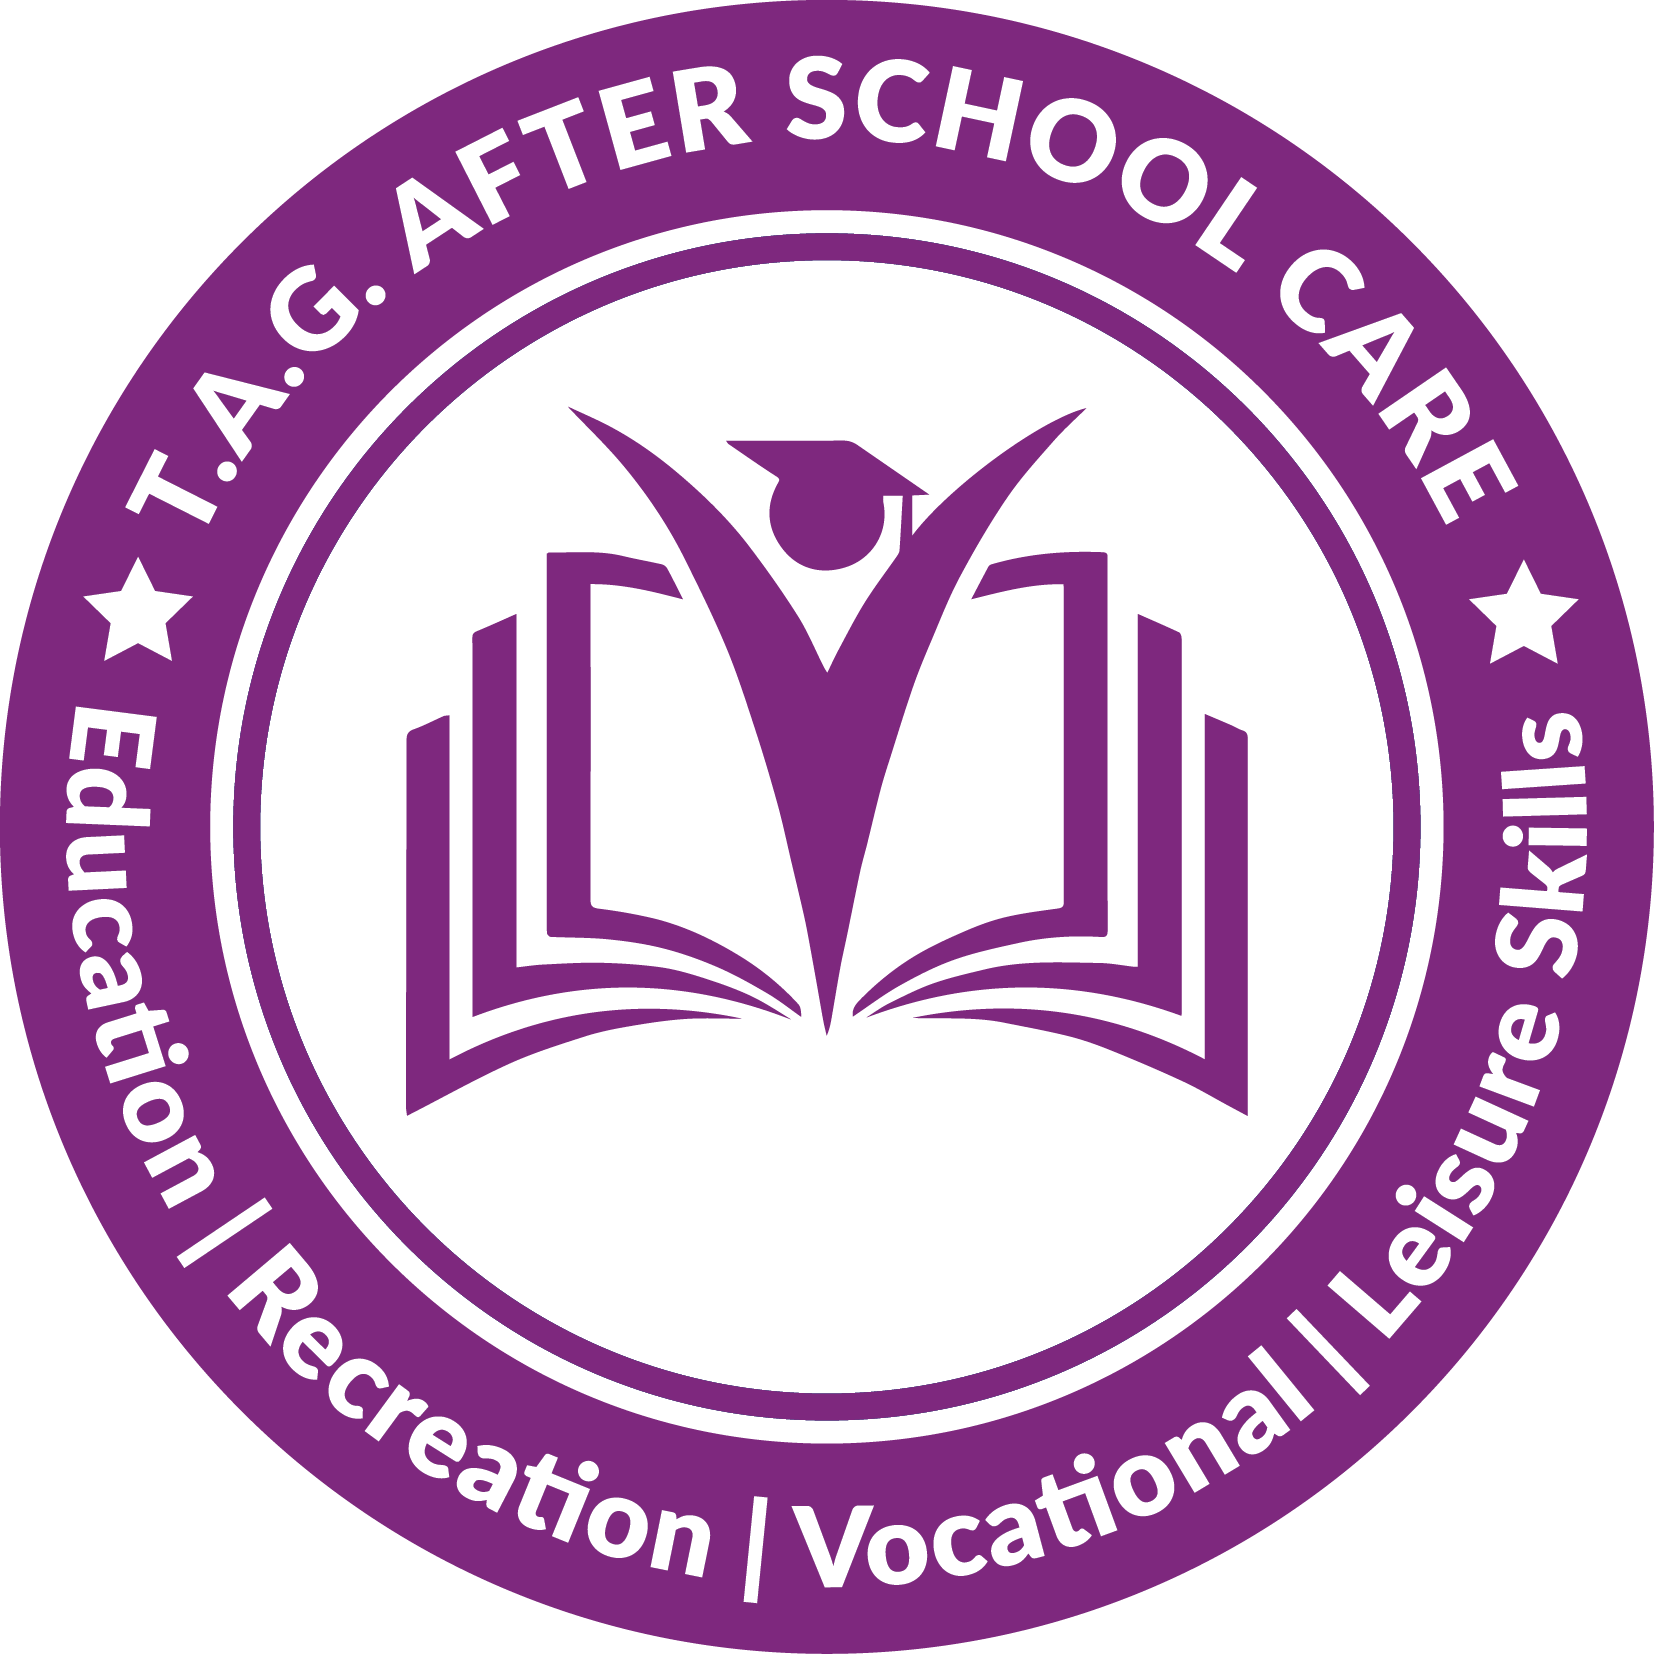 T.A.G. AFTER SCHOOL CARE
Education | Recreation | Vocational | Leisure Skills